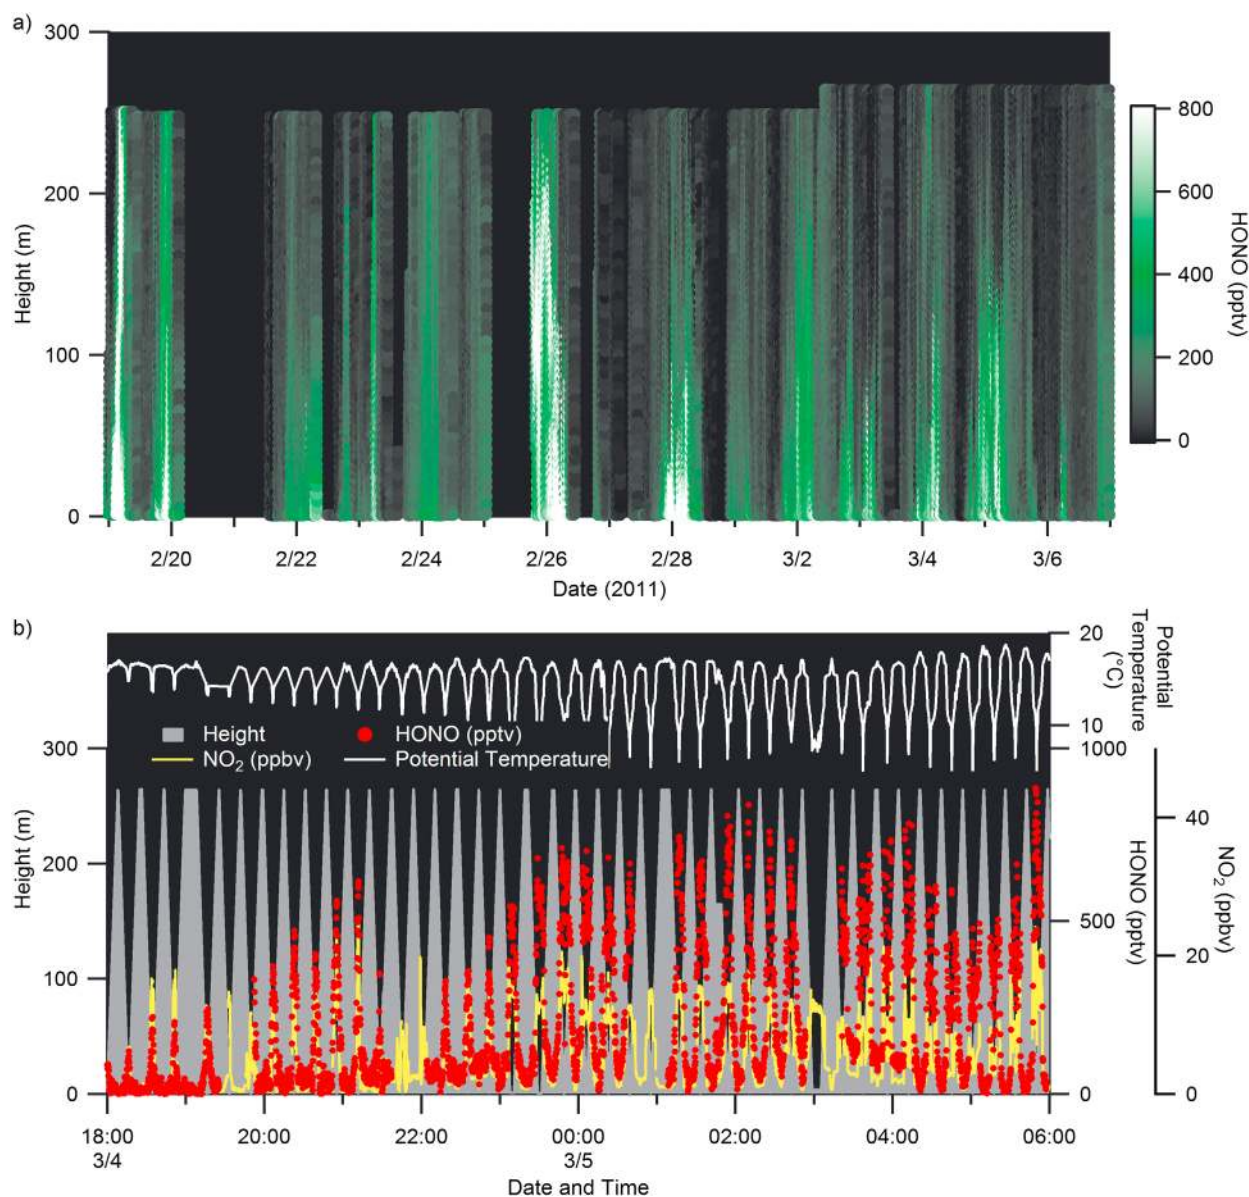 a)
300
200
100
0
Height (m)
2/20
2/22
2/24
2/26
2/28
3/2
3/4
3/6
Date (2011)
800
600
400
200
0
HONO (pptv)
b)
20
10
Potential
Temperature
(°C)
Height
HONO (pptv)
NO₂ (ppbv)
Potential Temperature
300
200
100
0
Height (m)
1000
500
0
HONO (pptv)
40
20
0
NO₂ (ppbv)
18:00
20:00
22:00
00:00
02:00
04:00
06:00
3/4
3/5
Date and Time